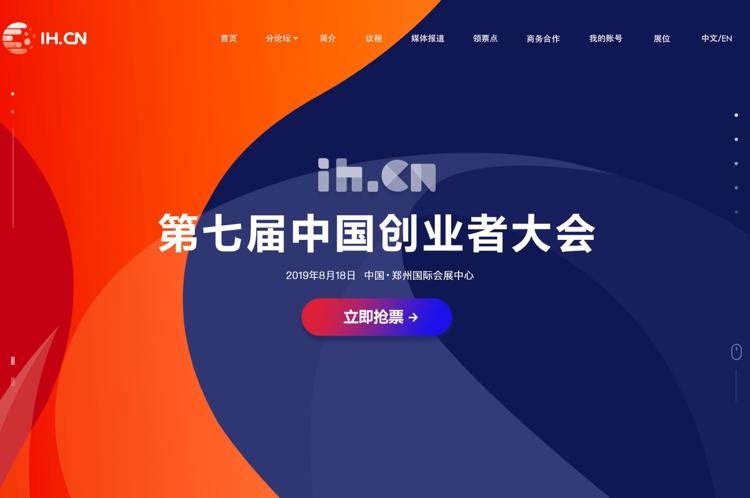 IH.CN
首页 分论坛 简介 议程 媒体报道 领票点 商务合作 我的账号 展位 中文/EN
ih.cn
第七届中国创业者大会
2019年8月18日 中国·郑州国际会展中心
立即抢票 →